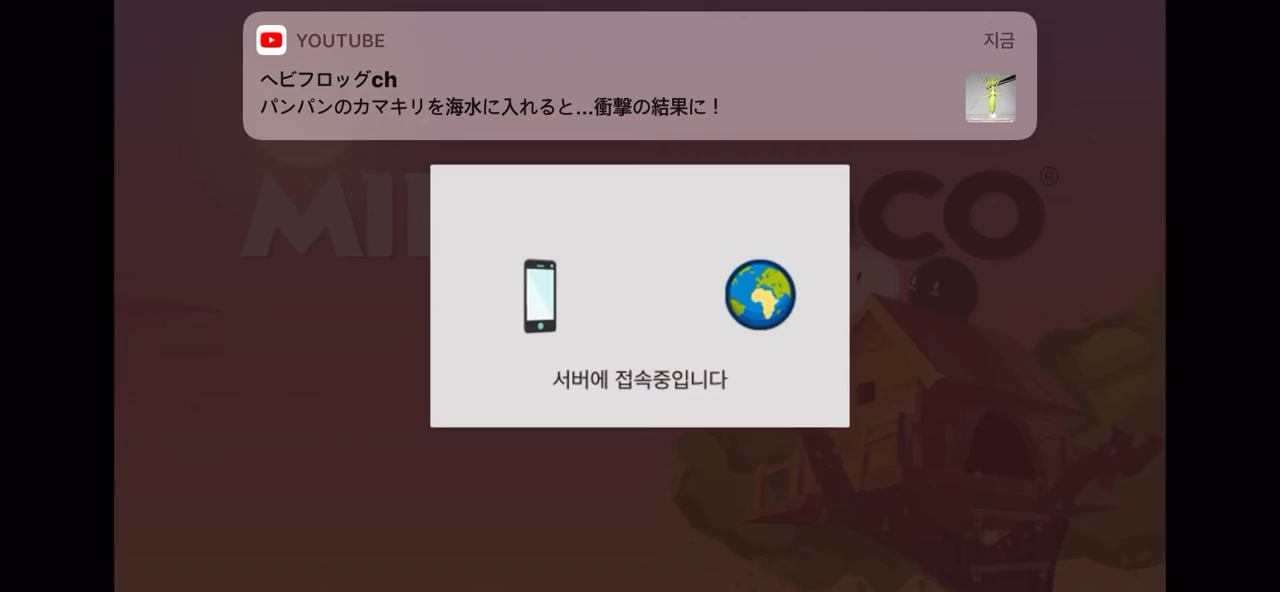 YOUTUBE
지금
ヘビフロッグch
パンパンのカマキリを海水に入れると...衝撃の結果に！
CO®
서버에 접속중입니다